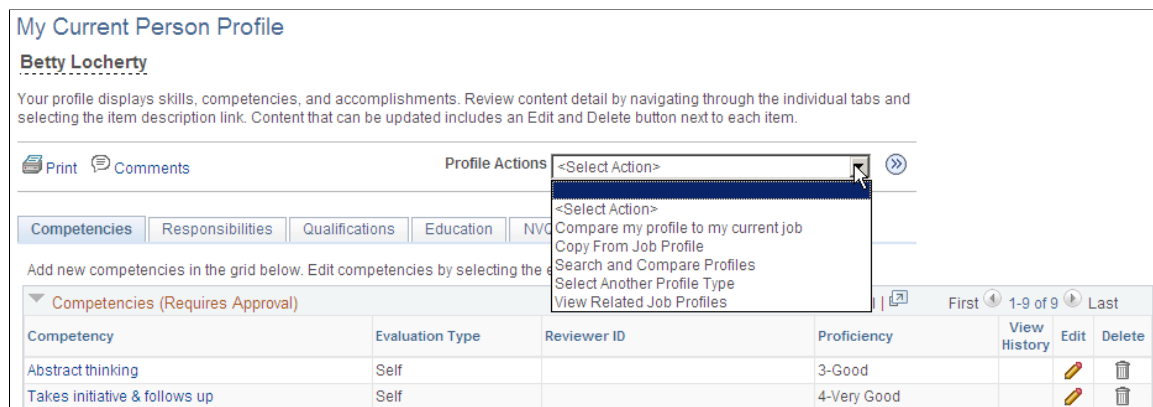 My Current Person Profile
Betty Locherty
Your profile displays skills, competencies, and accomplishments. Review content detail by navigating through the individual tabs and
selecting the item description link. Content that can be updated includes an Edit and Delete button next to each item.
Print Comments Profile Actions <Select Action>
<Select Action>
Compare my profile to my current job
Copy From Job Profile
Search and Compare Profiles
Select Another Profile Type
View Related Job Profiles
Competencies Responsibilities Qualifications Education
Add new competencies in the grid below. Edit competencies by selecting the
Competencies (Requires Approval) | First 1-9 of 9 Last
Competency Evaluation Type Reviewer ID Proficiency View History Edit Delete
Abstract thinking Self 3-Good
Takes initiative & follows up Self 4-Very Good